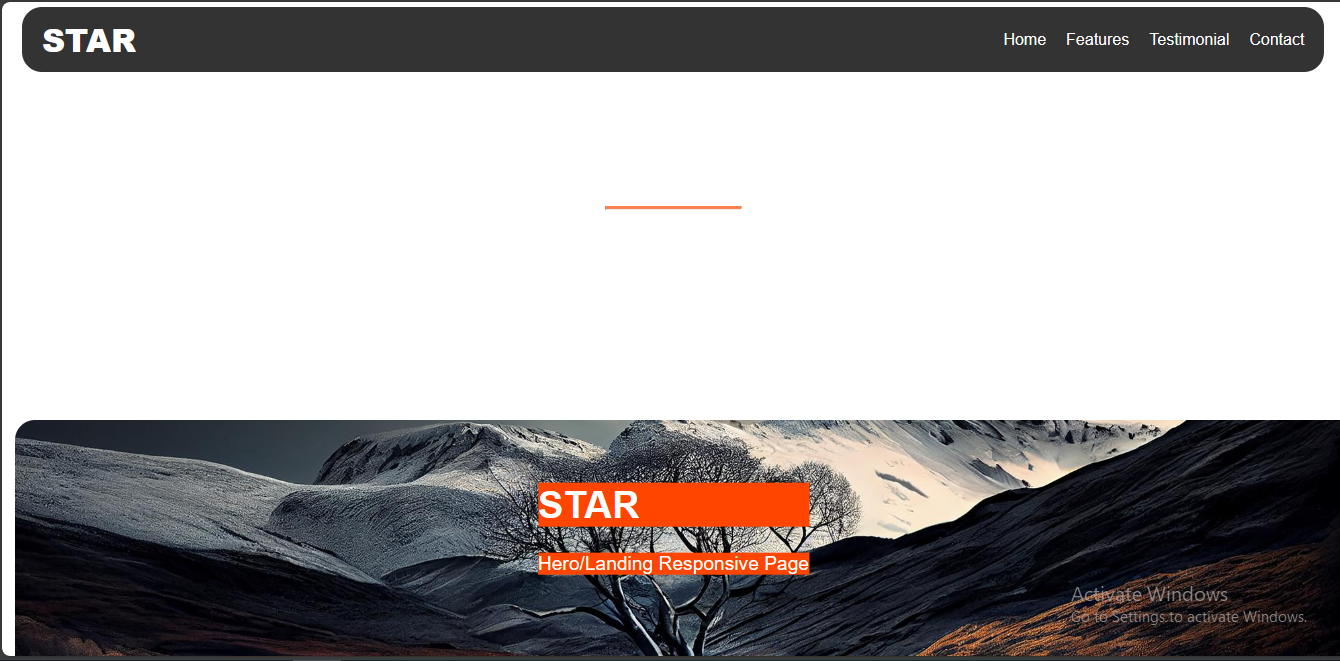 STAR
Home Features Testimonial Contact
STAR
Hero/Landing Responsive Page
Activate Windows
Go to Settings to activate Windows.